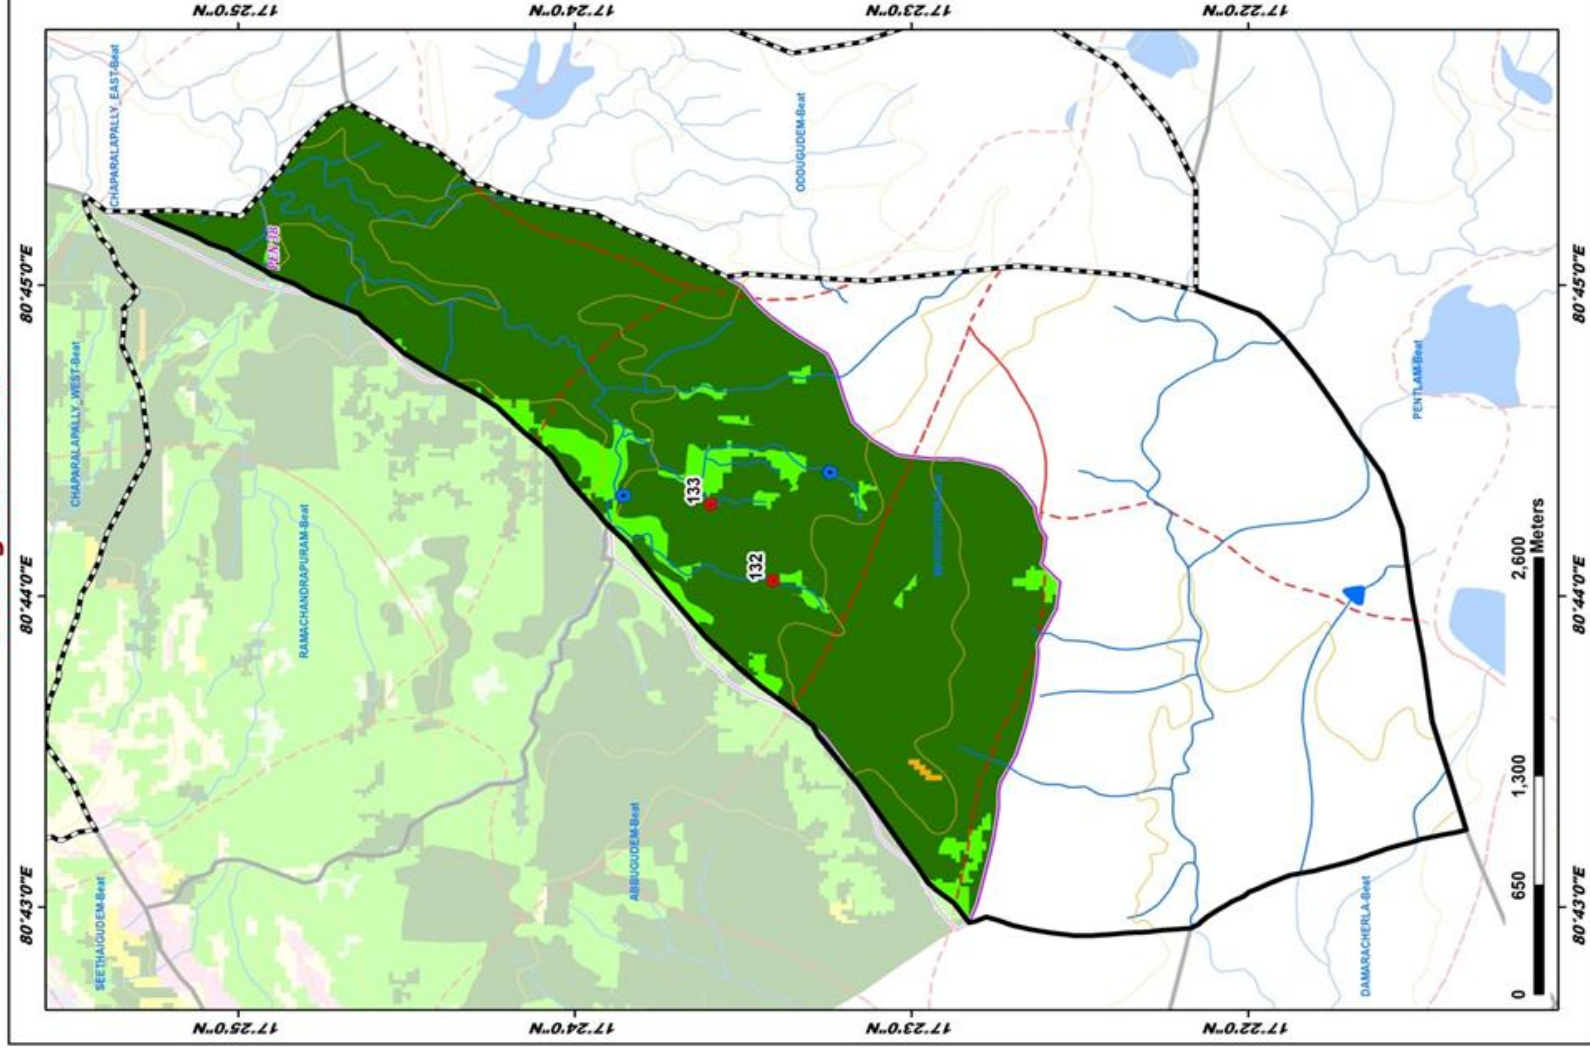 17°25'0"N
17°24'0"N
17°23'0"N
17°22'0"N
CHAPARALAPALLY_EAST-Beat
ODDUGUDEM-Beat
PEN-3B
80°45'0"E
80°45'0"E
CHAPARALAPALLY_WEST-Beat
PENTLAM-Beat
RAMACHANDRAPURAM-Beat
133
132
80°44'0"E
80°44'0"E
ABBUGUDEM-Beat
SEETHAIGUDEM-Beat
DAMARACHERLA-Beat
80°43'0"E
80°43'0"E
0 650 1,300 2,600
Meters
17°25'0"N
17°24'0"N
17°23'0"N
17°22'0"N